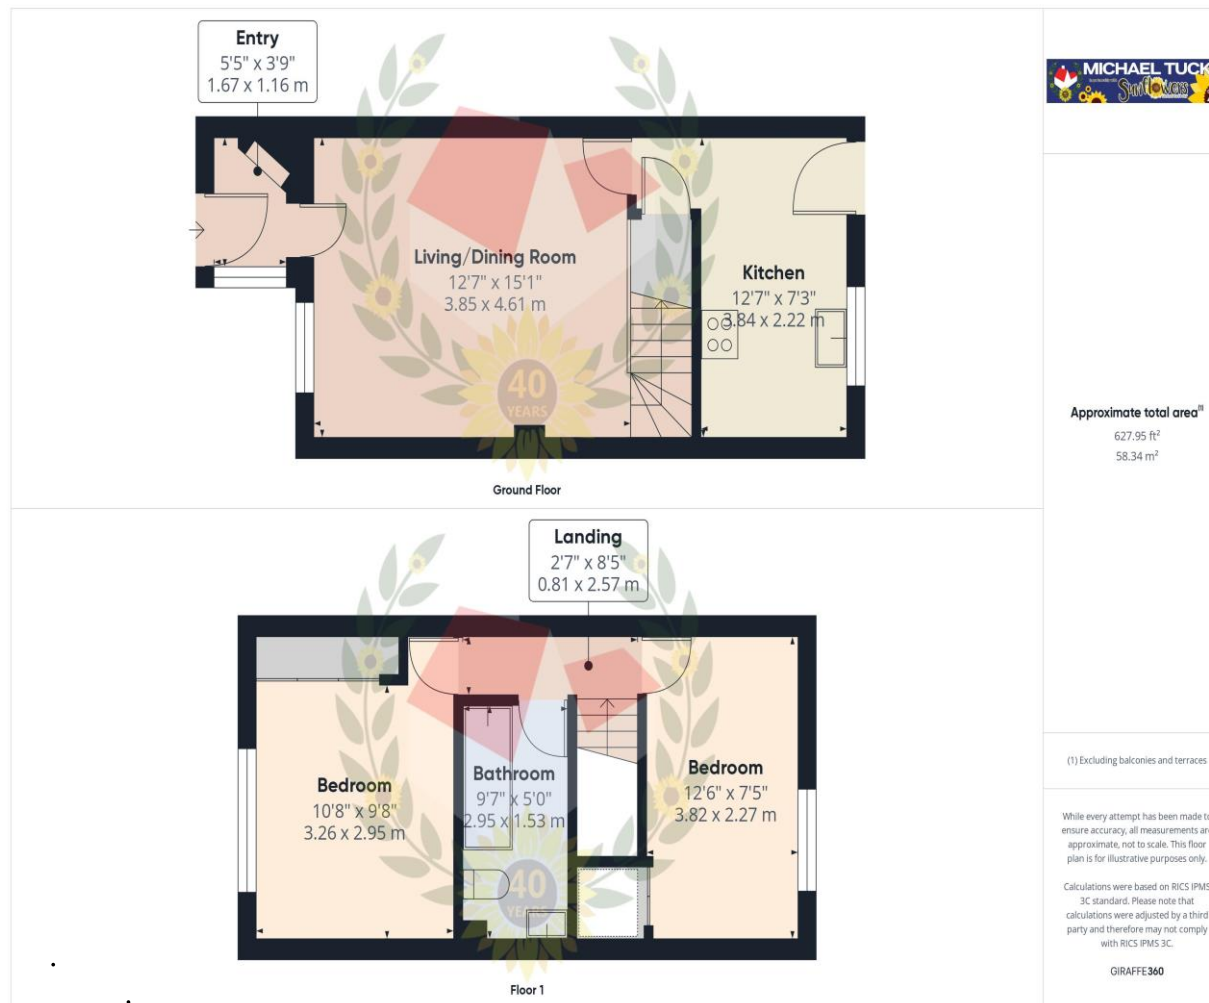 Entry
5'5" x 3'9"
1.67 x 1.16 m
MICHAEL TUCK
Sunflowers
Living/Dining Room
12'7" x 15'1"
3.85 x 4.61 m
Kitchen
12'7" x 7'3"
3.84 x 2.22 m
40
YEARS
Ground Floor
Approximate total area(1)
627.95 ft²
58.34 m²
Landing
2'7" x 8'5"
0.81 x 2.57 m
Bedroom
10'8" x 9'8"
3.26 x 2.95 m
Bathroom
9'7" x 5'0"
2.95 x 1.53 m
Bedroom
12'6" x 7'5"
3.82 x 2.27 m
40
YEARS
Floor 1
(1) Excluding balconies and terraces
While every attempt has been made to
ensure accuracy, all measurements are
approximate, not to scale. This floor
plan is for illustrative purposes only.
Calculations were based on RICS IPMS
3C standard. Please note that
calculations were adjusted by a third
party and therefore may not comply
with RICS IPMS 3C.
GIRAFFE360